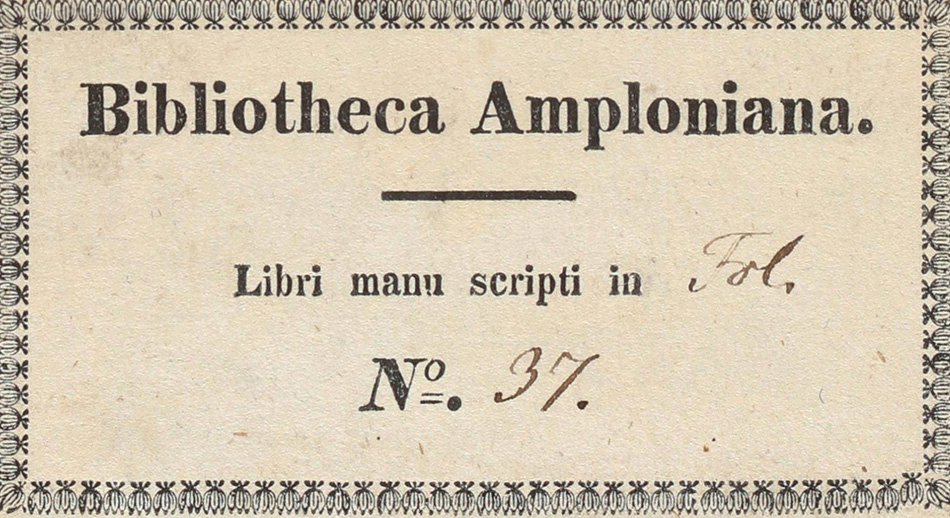 Bibliotheca Amploniana.
Libri manu scripti in Fol.
Nº. 37.